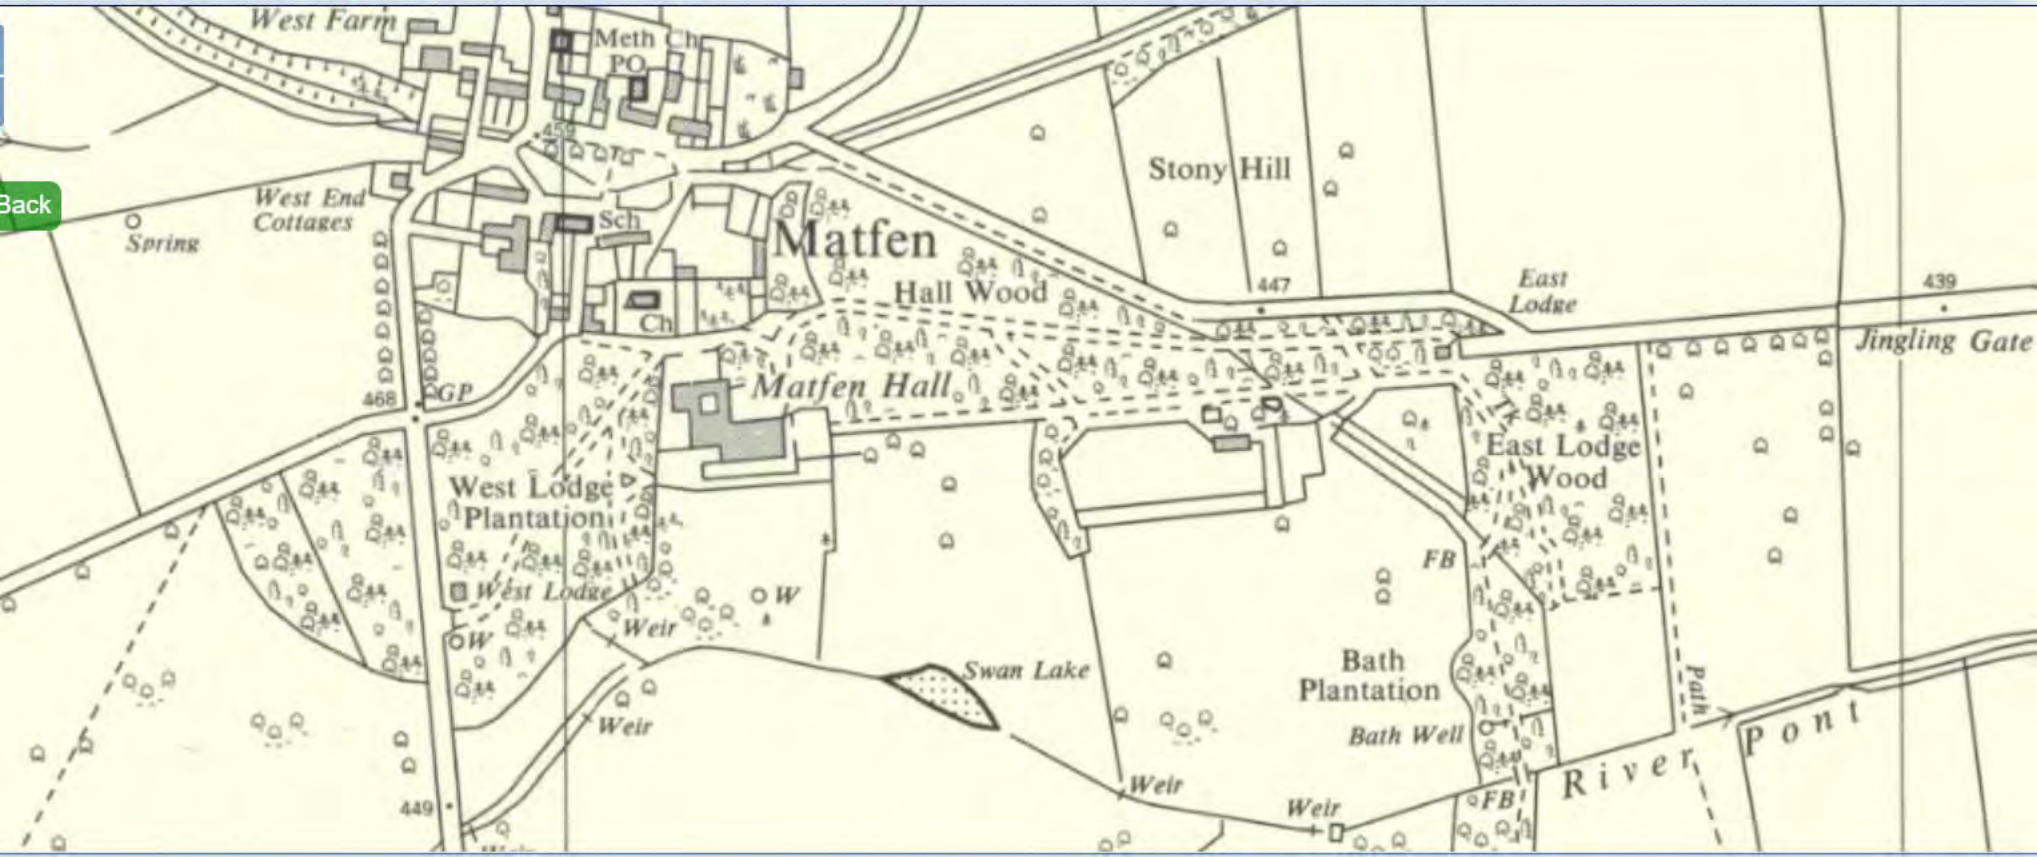 West Farm
Meth Ch
PO
459
Stony Hill
Back
West End
Cottages
Sch
Spring
Matfen
Hall Wood
447
East
Lodge
439
Ch
Jingling Gate
GP
468
Matfen Hall
East Lodge
Wood
West Lodge
Plantation
FB
West Lodge
W
W
Weir
Swan Lake
Bath
Plantation
Path
Weir
Bath Well
River Pont
449
Weir
Weir
FB
Weir